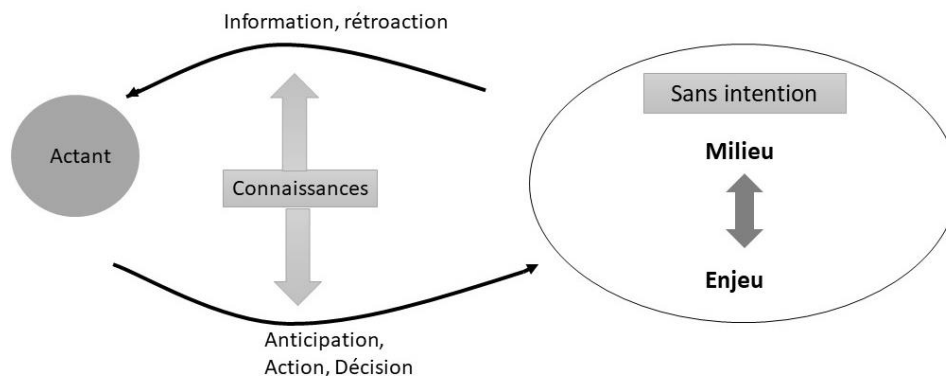 Information, rétroaction
Sans intention
Actant
Milieu
Connaissances
Enjeu
Anticipation,
Action, Décision